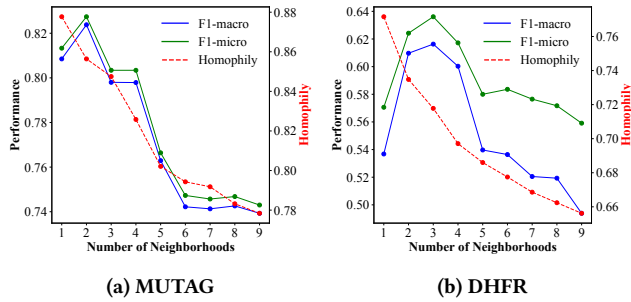 F1-macro
F1-micro
Homophily
0.82
0.80
0.78
0.76
0.74
Performance
0.88
0.86
0.84
0.82
0.80
0.78
Homophily
1 2 3 4 5 6 7 8 9
Number of Neighborhoods
(a) MUTAG
F1-macro
F1-micro
Homophily
0.64
0.62
0.60
0.58
0.56
0.54
0.52
0.50
Performance
0.76
0.74
0.72
0.70
0.68
0.66
Homophily
1 2 3 4 5 6 7 8 9
Number of Neighborhoods
(b) DHFR